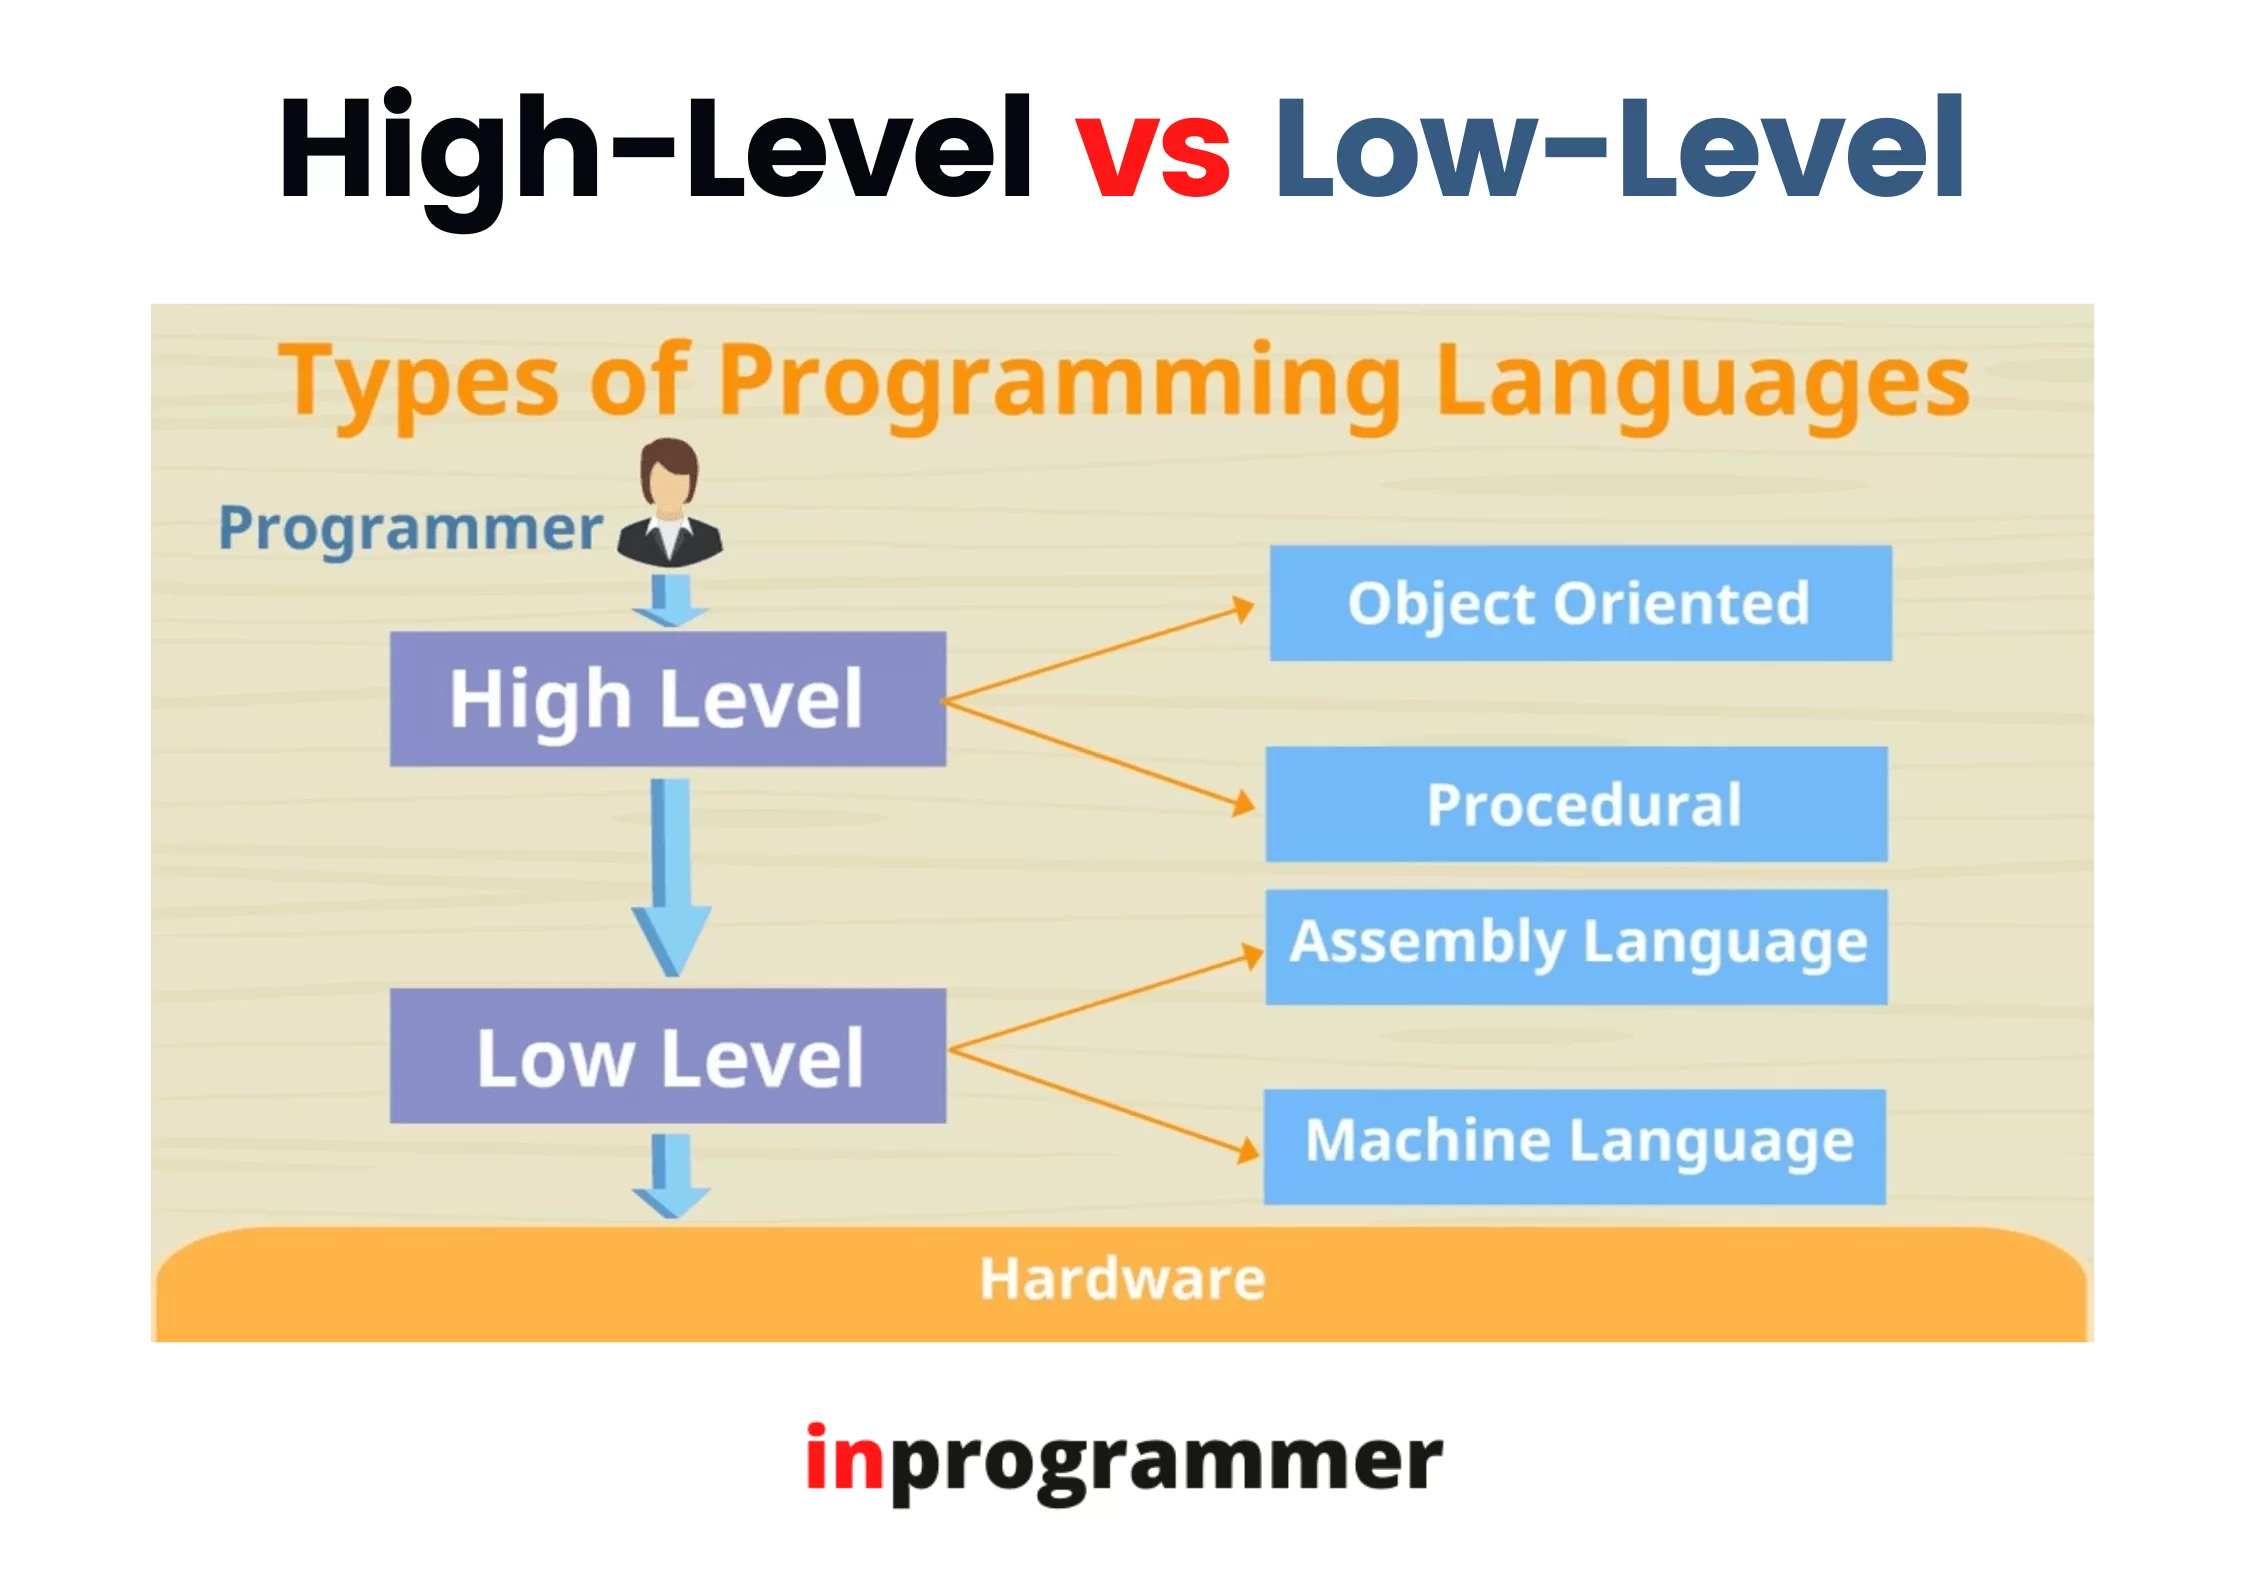 High-Level vs Low-Level
Types of Programming Languages
Programmer
Object Oriented
High Level
Procedural
Assembly Language
Low Level
Machine Language
Hardware
inprogrammer